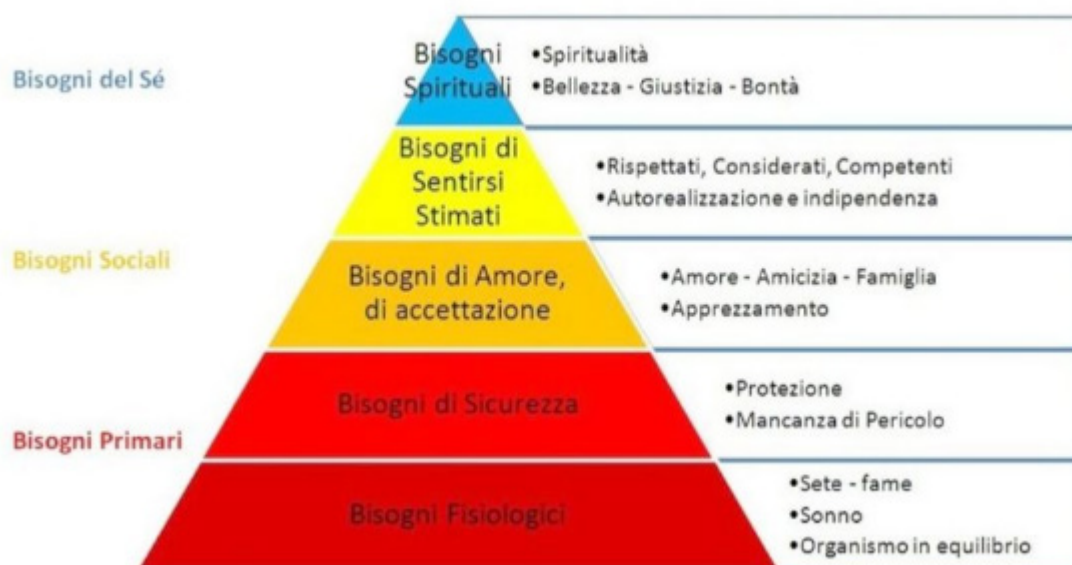 Bisogni del Sé
Bisogni
Spirituali
•Spiritualità
•Bellezza - Giustizia - Bontà
Bisogni di
Sentirsi
Stimati
•Rispettati, Considerati, Competenti
•Autorealizzazione e indipendenza
Bisogni Sociali
Bisogni di Amore,
di accettazione
•Amore - Amicizia - Famiglia
•Apprezzamento
Bisogni Primari
Bisogni di Sicurezza
•Protezione
•Mancanza di Pericolo
Bisogni Fisiologici
•Sete - fame
•Sonno
•Organismo in equilibrio